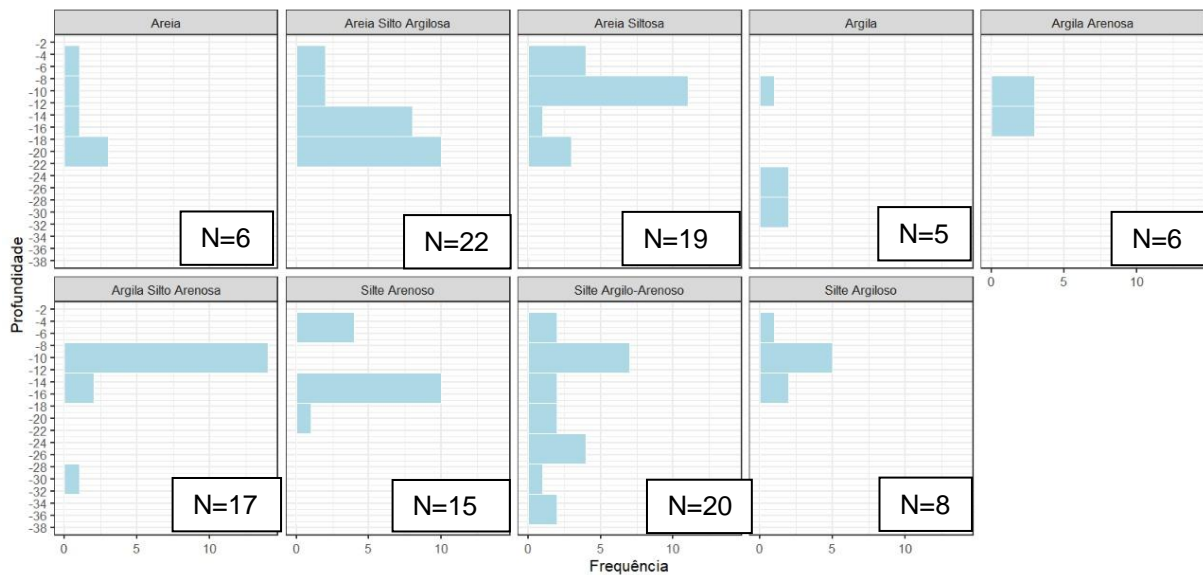 Areia
Areia Silto Argilosa
Areia Siltosa
Argila
Argila Arenosa
-2
-4
-6
-8
-10
-12
-14
-16
-18
-20
-22
-24
-26
-28
-30
-32
-34
-36
-38
N=6
N=22
N=19
N=5
N=6
0 5 10
Profundidade
Argila Silto Arenosa
Silte Arenoso
Silte Argilo-Arenoso
Silte Argiloso
-2
-4
-6
-8
-10
-12
-14
-16
-18
-20
-22
-24
-26
-28
-30
-32
-34
-36
-38
N=17
N=15
N=20
N=8
0 5 10
0 5 10
0 5 10
0 5 10
Frequência